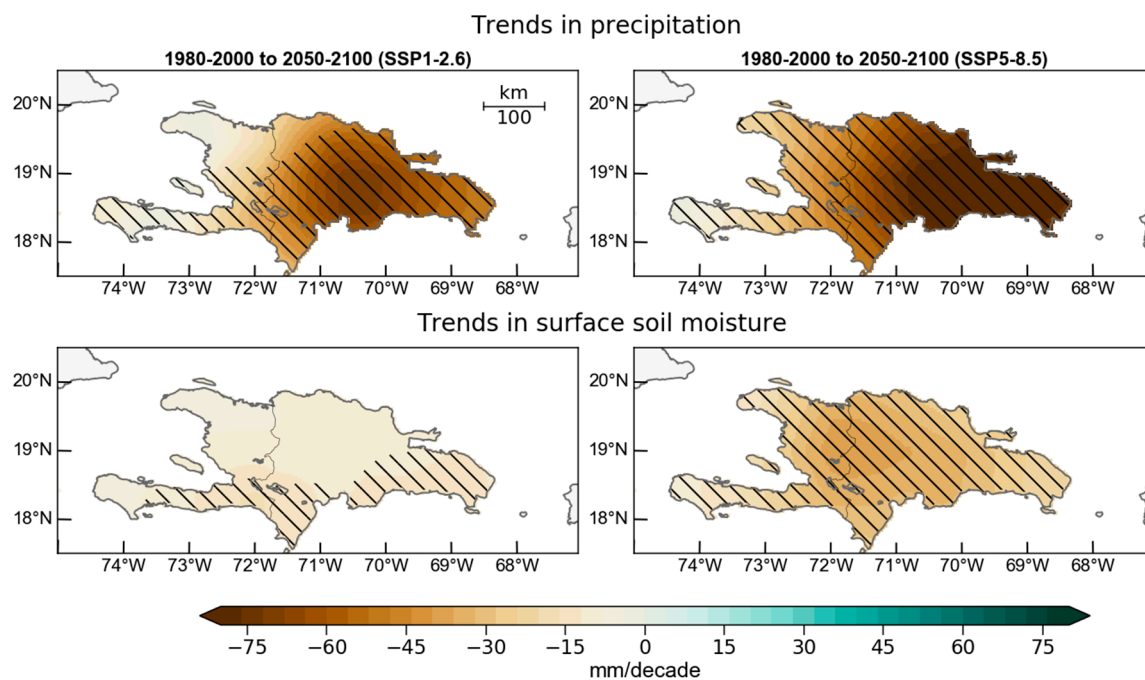 Trends in precipitation
1980-2000 to 2050-2100 (SSP1-2.6)
1980-2000 to 2050-2100 (SSP5-8.5)
20°N
19°N
18°N
km
100
20°N
19°N
18°N
74°W 73°W 72°W 71°W 70°W 69°W 68°W
74°W 73°W 72°W 71°W 70°W 69°W 68°W
Trends in surface soil moisture
20°N
19°N
18°N
20°N
19°N
18°N
74°W 73°W 72°W 71°W 70°W 69°W 68°W
74°W 73°W 72°W 71°W 70°W 69°W 68°W
−75 −60 −45 −30 −15 0 15 30 45 60 75
mm/decade